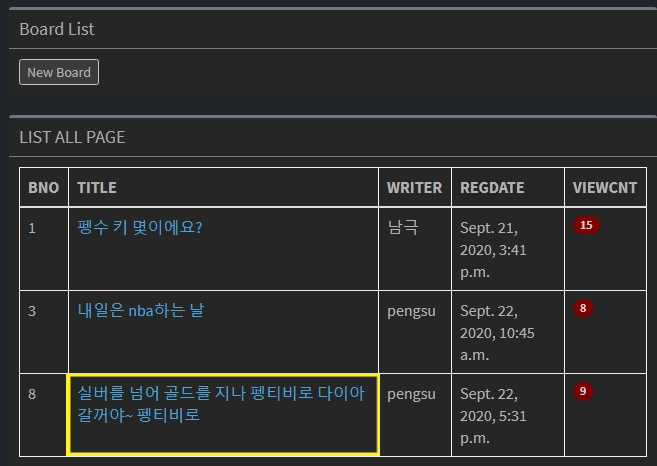 Board List
New Board
LIST ALL PAGE
BNO TITLE WRITER REGDATE VIEWCNT
1 펭수 키 몇이에요? 남극 Sept. 21, 15
2020, 3:41
p.m.
3 내일은 nba하는 날 pengsu Sept. 22, 8
2020, 10:45
a.m.
8 실버를 넘어 골드를 지나 펭티비로 다이아 pengsu Sept. 22, 9
갈꺼야~ 펭티비로 2020, 5:31
p.m.